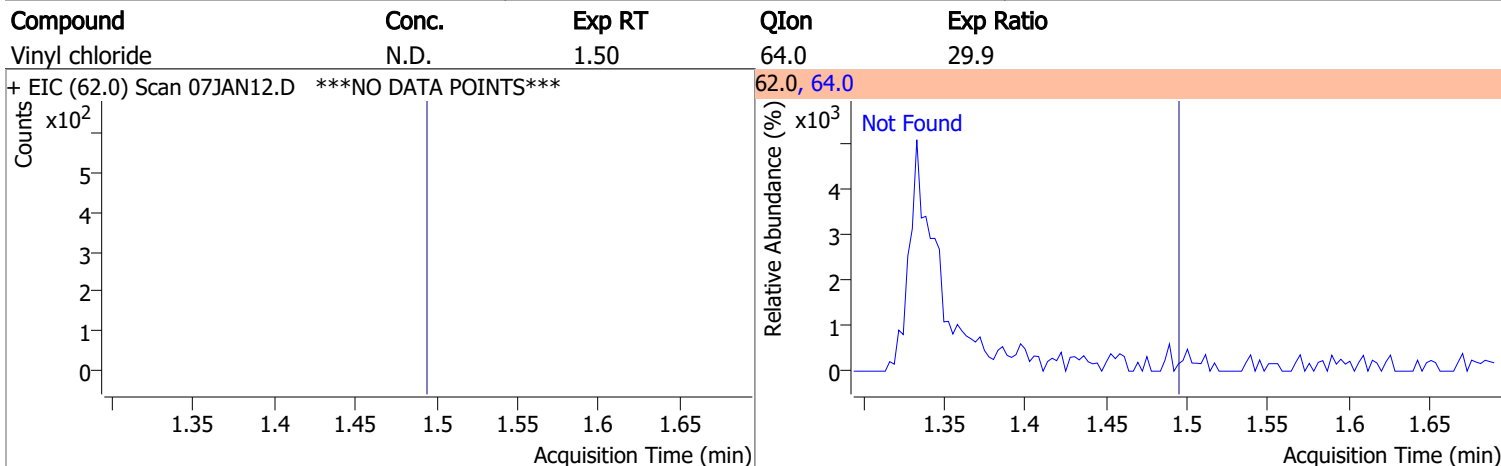 Compound Conc. Exp RT QIon Exp Ratio
Vinyl chloride N.D. 1.50 64.0 29.9
+ EIC (62.0) Scan 07JAN12.D ***NO DATA POINTS***
62.0, 64.0
Counts
x10²
5
4
3
2
1
0
1.35 1.4 1.45 1.5 1.55 1.6 1.65
Acquisition Time (min)
Relative Abundance (%)
x10³
Not Found
4
3
2
1
0
1.35 1.4 1.45 1.5 1.55 1.6 1.65
Acquisition Time (min)